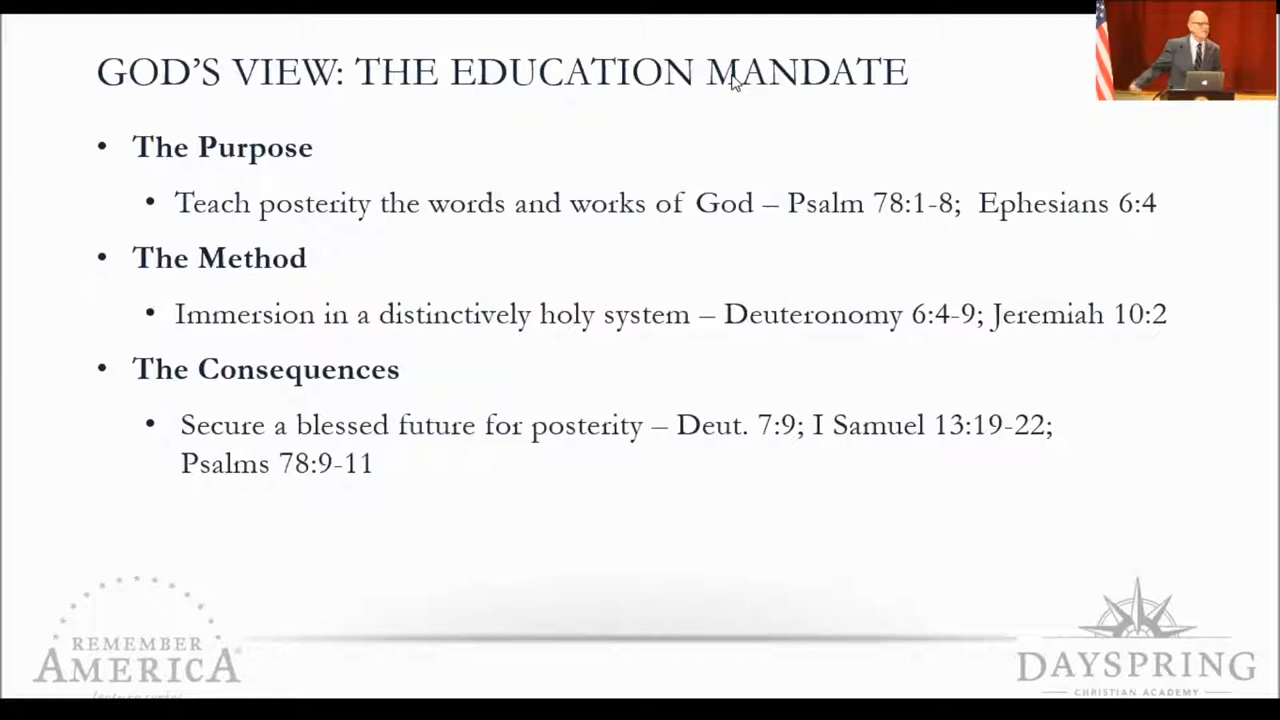 GOD’S VIEW: THE EDUCATION MANDATE
• The Purpose
• Teach posterity the words and works of God – Psalm 78:1-8; Ephesians 6:4
• The Method
• Immersion in a distinctively holy system – Deuteronomy 6:4-9; Jeremiah 10:2
• The Consequences
• Secure a blessed future for posterity – Deut. 7:9; I Samuel 13:19-22;
Psalms 78:9-11
REMEMBER
AMERICA
lecture series
DAYSPRING
CHRISTIAN ACADEMY